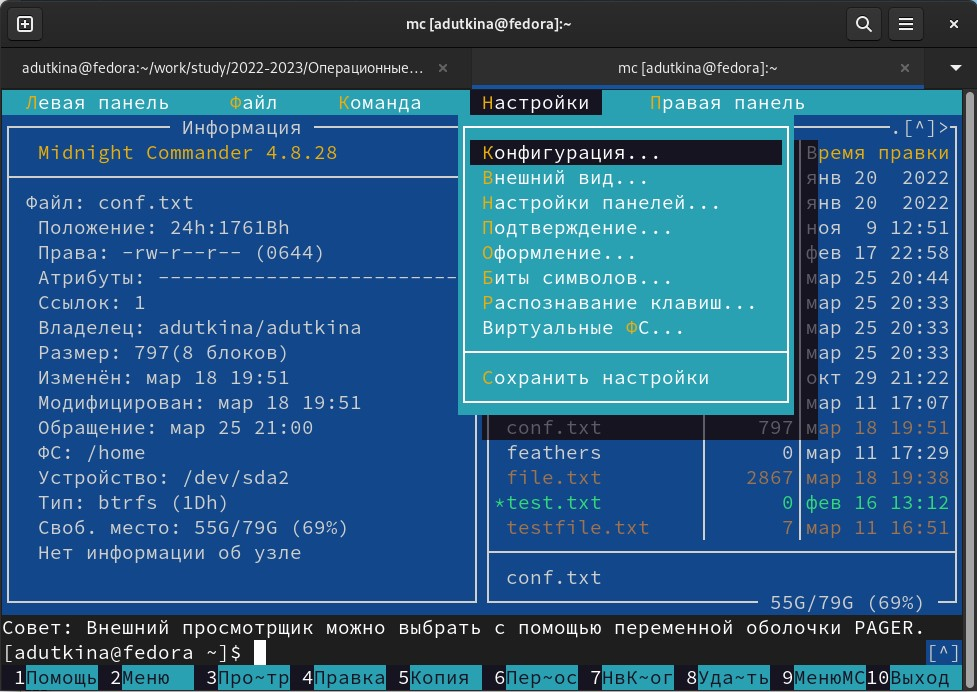 mc [adutkina@fedora]:~
adutkina@fedora:~/work/study/2022-2023/Операционные...
mc [adutkina@fedora]:~
Левая панель Файл Команда Настройки Правая панель
Информация
.[^]>
Midnight Commander 4.8.28
Файл: conf.txt
Положение: 24h:1761Bh
Права: -rw-r--r-- (0644)
Атрибуты: -------------------------
Ссылок: 1
Владелец: adutkina/adutkina
Размер: 797(8 блоков)
Изменён: мар 18 19:51
Модифицирован: мар 18 19:51
Обращение: мар 25 21:00
ФС: /home
Устройство: /dev/sda2
Тип: btrfs (1Dh)
Своб. место: 55G/79G (69%)
Нет информации об узле
Конфигурация...
Внешний вид...
Настройки панелей...
Подтверждение...
Оформление...
Биты символов...
Распознавание клавиш...
Виртуальные ФС...
Сохранить настройки
Время правки
янв 20 2022
янв 20 2022
ноя 9 12:51
фев 17 22:58
мар 25 20:44
мар 25 20:33
мар 25 20:33
мар 25 20:33
окт 29 21:22
мар 11 17:07
conf.txt 797 мар 18 19:51
feathers 0 мар 11 17:29
file.txt 2867 мар 18 19:38
*test.txt 0 фев 16 13:12
testfile.txt 7 мар 11 16:51
conf.txt
55G/79G (69%)
Совет: Внешний просмотрщик можно выбрать с помощью переменной оболочки PAGER.
[adutkina@fedora ~]$ [^]
1Помощь 2Меню 3Про~тр 4Правка 5Копия 6Пер~ос 7НвК~ог 8Уда~ть 9МенюMC 10Выход